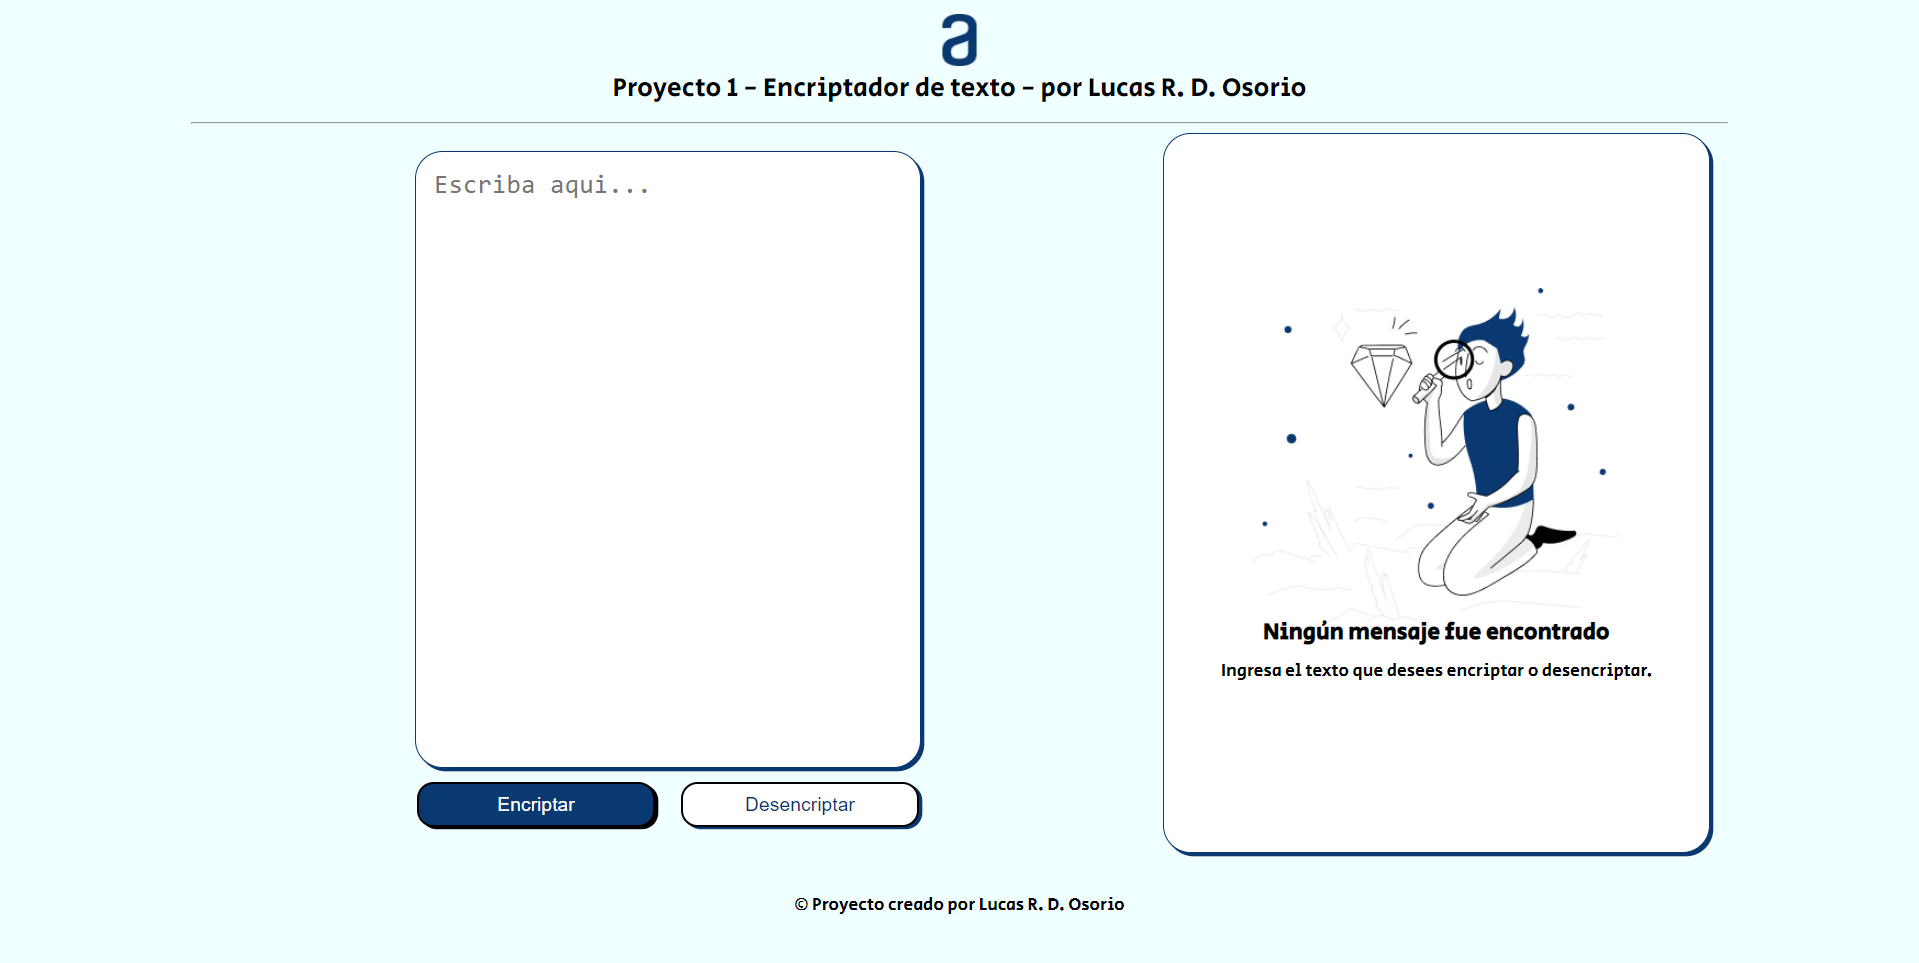 a
Proyecto 1 - Encriptador de texto - por Lucas R. D. Osorio
Escriba aqui...
Encriptar
Desencriptar
Ningún mensaje fue encontrado
Ingresa el texto que desees encriptar o desencriptar.
© Proyecto creado por Lucas R. D. Osorio